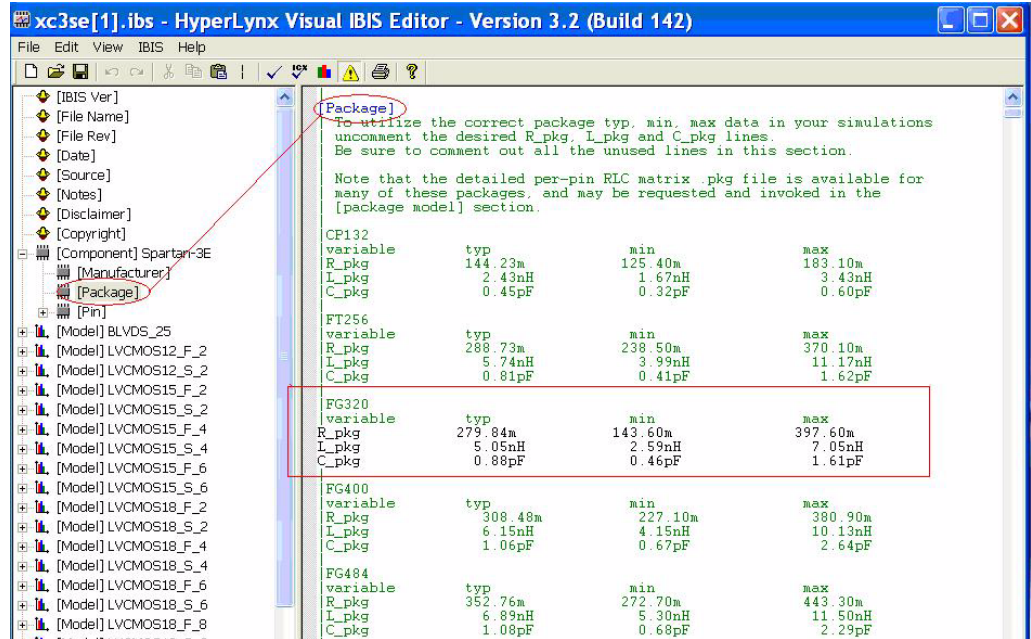 xc3se[1].ibs - HyperLynx Visual IBIS Editor - Version 3.2 (Build 142)
File Edit View IBIS Help
[IBIS Ver]
[File Name]
[File Rev]
[Date]
[Source]
[Notes]
[Disclaimer]
[Copyright]
[Component] Spartan-3E
[Manufacturer]
[Package]
[Pin]
[Model] BLVDS_25
[Model] LVCMOS12_F_2
[Model] LVCMOS12_S_2
[Model] LVCMOS15_F_2
[Model] LVCMOS15_S_2
[Model] LVCMOS15_F_4
[Model] LVCMOS15_S_4
[Model] LVCMOS15_F_6
[Model] LVCMOS15_S_6
[Model] LVCMOS18_F_2
[Model] LVCMOS18_S_2
[Model] LVCMOS18_F_4
[Model] LVCMOS18_S_4
[Model] LVCMOS18_F_6
[Model] LVCMOS18_S_6
[Model] LVCMOS18_F_8
[Package]
| To utilize the correct package typ, min, max data in your simulations
| uncomment the desired R_pkg, L_pkg and C_pkg lines.
| Be sure to comment out all the unused lines in this section.
|
| Note that the detailed per-pin RLC matrix .pkg file is available for
| many of these packages, and may be requested and invoked in the
| [package model] section.
|
|CP132
|variable typ min max
|R_pkg 144.23m 125.40m 183.10m
|L_pkg 2.43nH 1.67nH 3.43nH
|C_pkg 0.45pF 0.32pF 0.60pF
|
|FT256
|variable typ min max
|R_pkg 288.73m 238.50m 370.10m
|L_pkg 5.74nH 3.99nH 11.17nH
|C_pkg 0.81pF 0.41pF 1.62pF
|
|FG320
|variable typ min max
R_pkg 279.84m 143.60m 397.60m
L_pkg 5.05nH 2.59nH 7.05nH
C_pkg 0.88pF 0.46pF 1.61pF
|
|FG400
|variable typ min max
|R_pkg 308.48m 227.10m 380.90m
|L_pkg 6.15nH 4.15nH 10.13nH
|C_pkg 1.06pF 0.67pF 2.64pF
|
|FG484
|variable typ min max
|R_pkg 352.76m 272.70m 443.30m
|L_pkg 6.89nH 5.30nH 11.50nH
|C_pkg 1.08pF 0.68pF 2.29pF